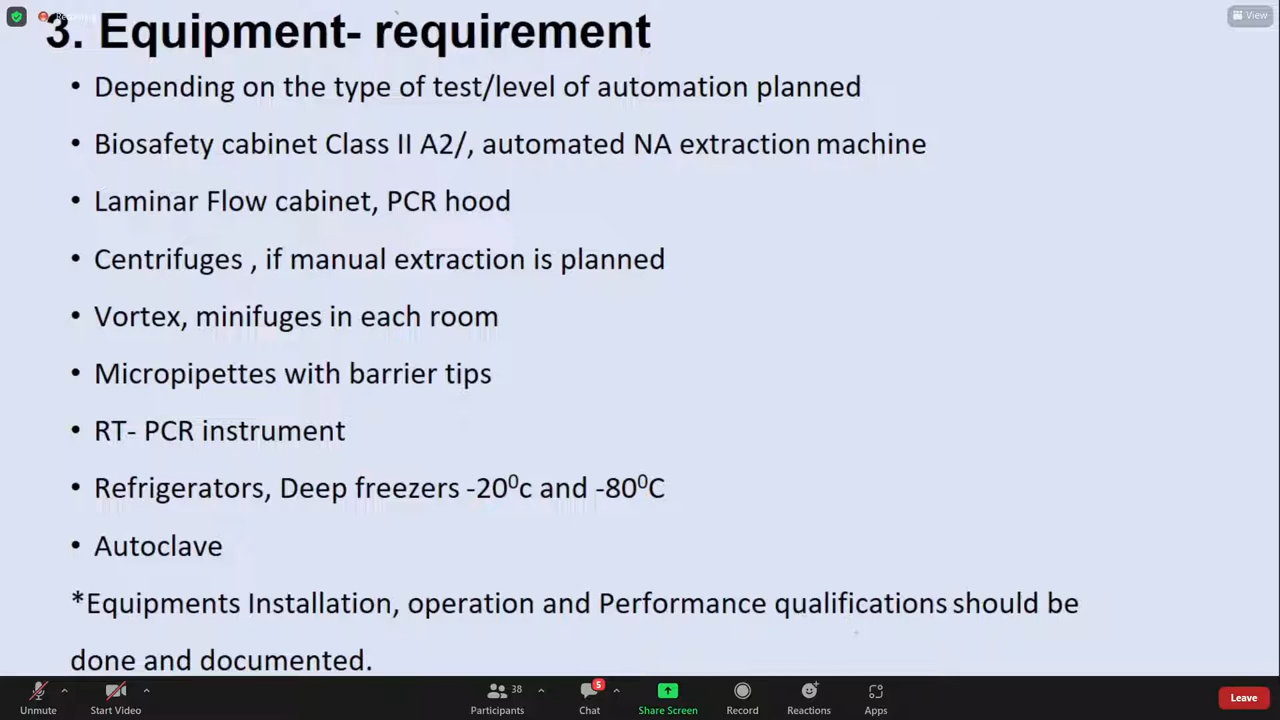 View
3. Equipment- requirement
• Depending on the type of test/level of automation planned
• Biosafety cabinet Class II A2/, automated NA extraction machine
• Laminar Flow cabinet, PCR hood
• Centrifuges , if manual extraction is planned
• Vortex, minifuges in each room
• Micropipettes with barrier tips
• RT- PCR instrument
• Refrigerators, Deep freezers -20⁰c and -80⁰C
• Autoclave
*Equipments Installation, operation and Performance qualifications should be
done and documented.
38
5
Unmute
Start Video
Participants
Chat
Share Screen
Record
Reactions
Apps
Leave